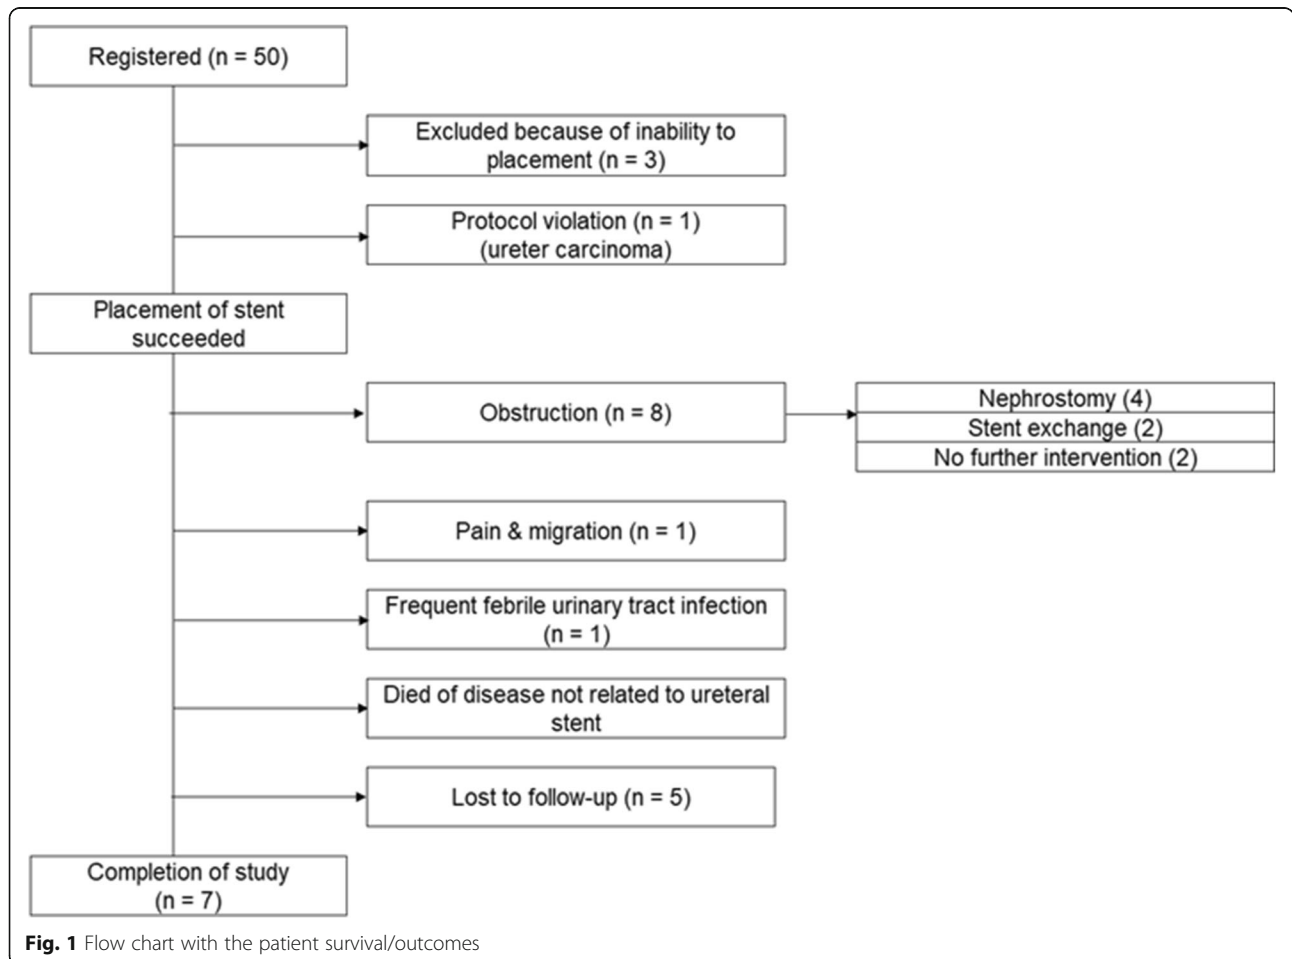 Registered (n = 50)
Excluded because of inability to
placement (n = 3)
Protocol violation (n = 1)
(ureter carcinoma)
Placement of stent
succeeded
Obstruction (n = 8)
Nephrostomy (4)
Stent exchange (2)
No further intervention (2)
Pain & migration (n = 1)
Frequent febrile urinary tract infection
(n = 1)
Died of disease not related to ureteral
stent
Lost to follow-up (n = 5)
Completion of study
(n = 7)
Fig. 1 Flow chart with the patient survival/outcomes